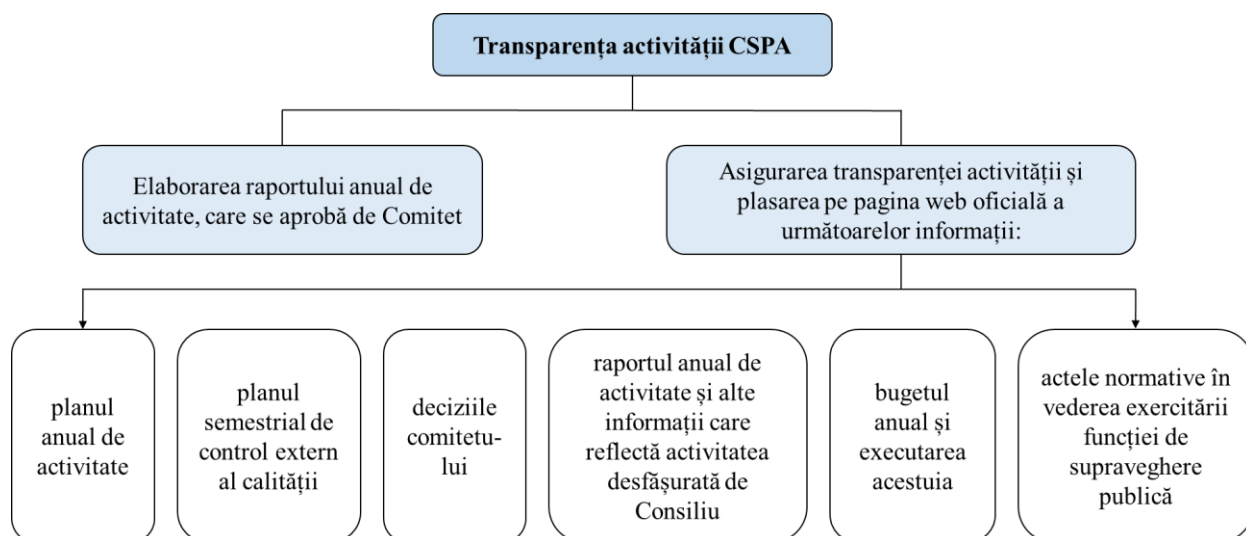 Transparența activității CSPA
Elaborarea raportului anual de
activitate, care se aprobă de Comitet
Asigurarea transparenței activității și
plasarea pe pagina web oficială a
următoarelor informații:
planul
anual de
activitate
planul
semestrial de
control extern
al calității
deciziile
comitetu-
lui
raportul anual de
activitate și alte
informații care
reflectă activitatea
desfășurată de
Consiliu
bugetul
anual și
executarea
acestuia
actele normative în
vederea exercitării
funcției de
supraveghere
publică